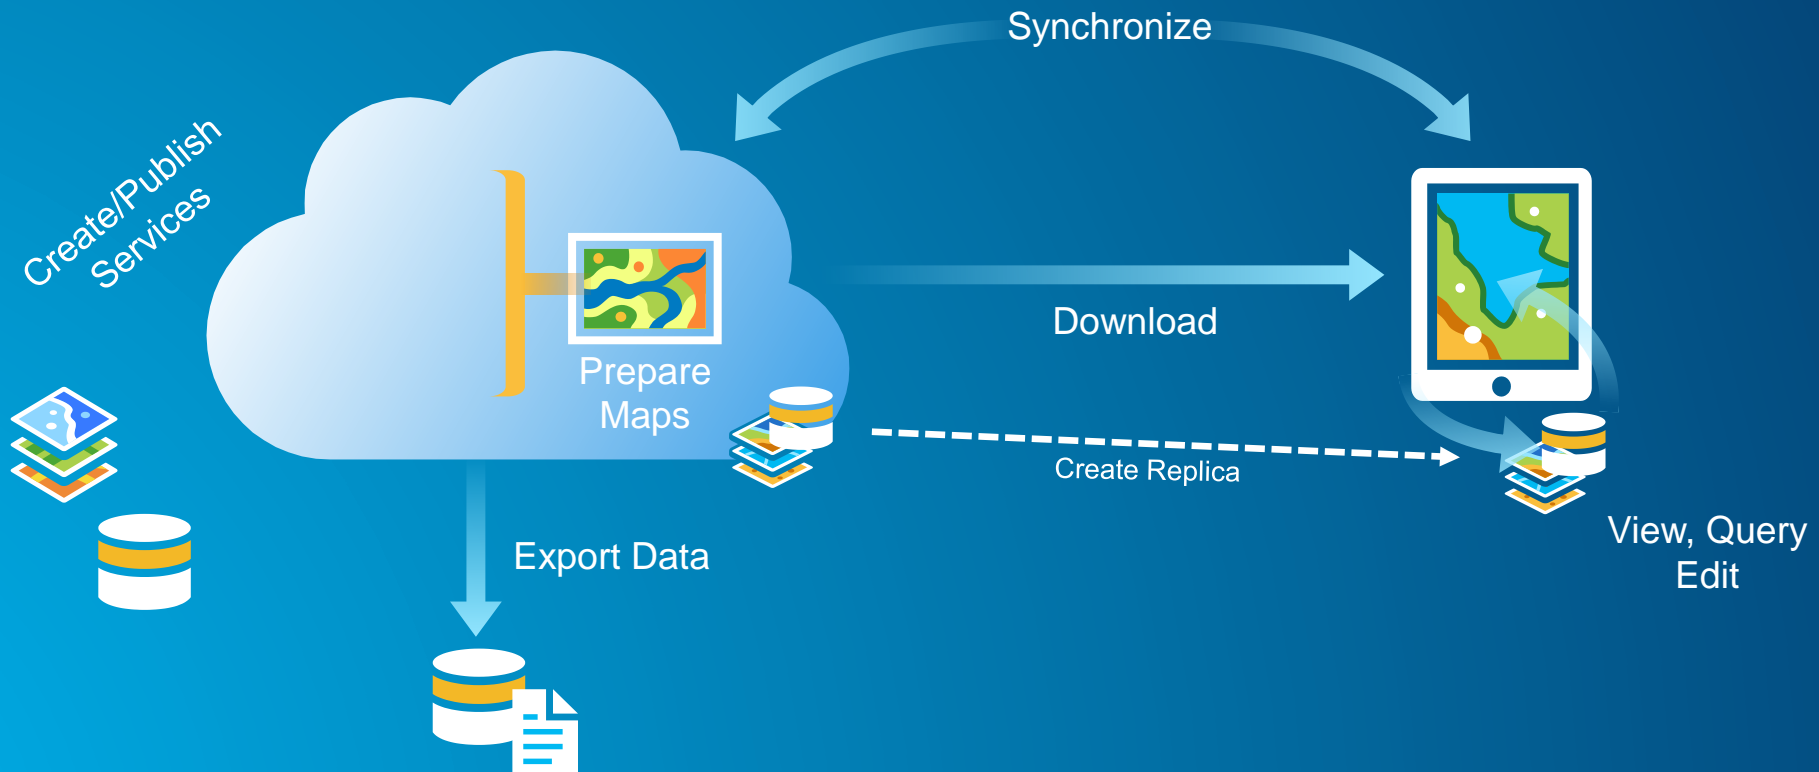 Synchronize
Create/Publish
Services
Download
Prepare
Maps
Create Replica
Export Data
View, Query
Edit